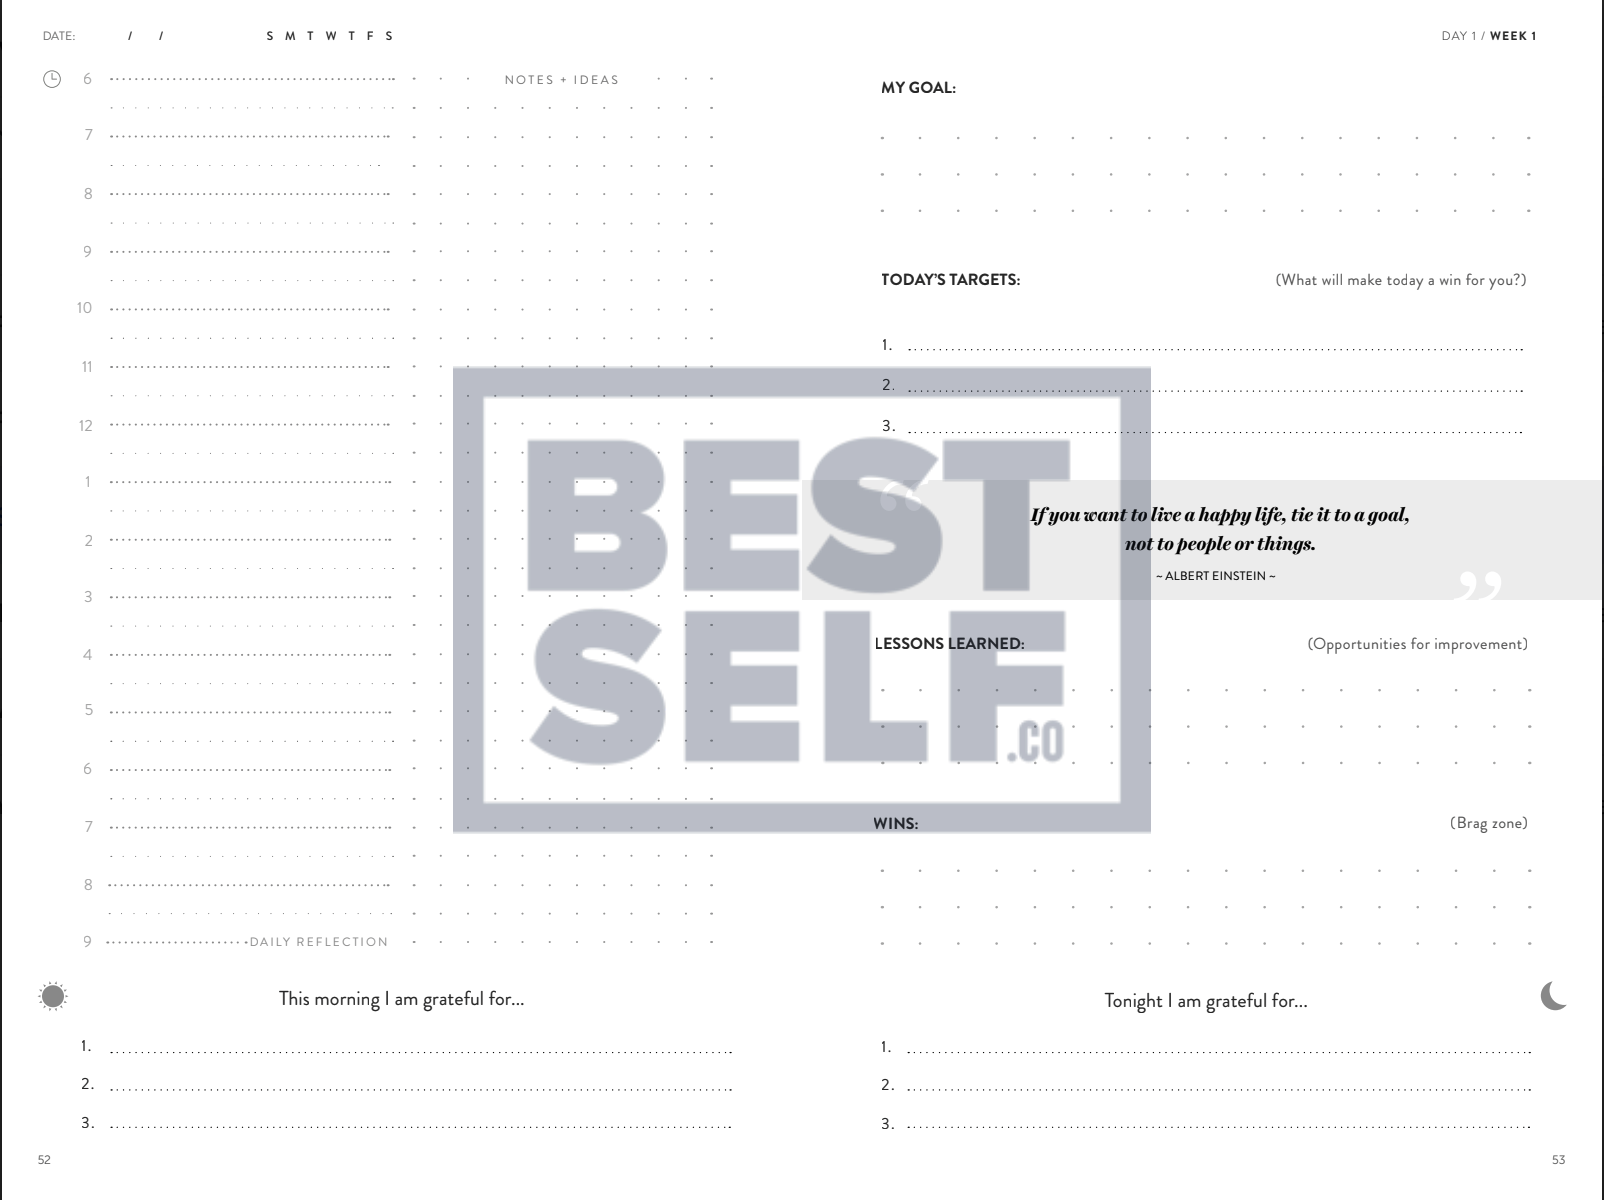 DATE: / / S M T W T F S
6 NOTES + IDEAS
7
8
9
10
11
12
1
2
3
4
5
6
7
8
9 DAILY REFLECTION
This morning I am grateful for...
1.
2.
3.
52
DAY 1 / WEEK 1
MY GOAL:
TODAY'S TARGETS: (What will make today a win for you?)
1.
2.
3.
“
If you want to live a happy life, tie it to a goal,
not to people or things.
~ ALBERT EINSTEIN ~
”
LESSONS LEARNED: (Opportunities for improvement)
WINS: (Brag zone)
Tonight I am grateful for...
1.
2.
3.
53
BEST
SELF
.CO